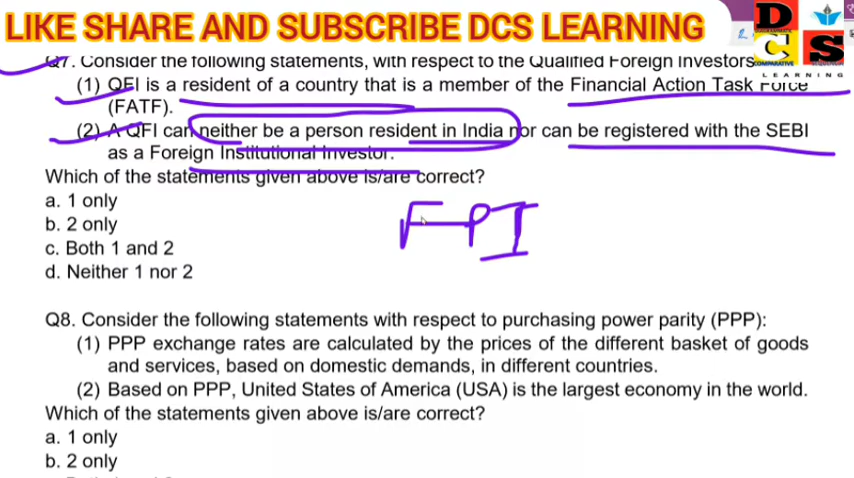 LIKE SHARE AND SUBSCRIBE DCS LEARNING
D
C
S
COMPARATIVE
LEARNING
Q7. Consider the following statements, with respect to the Qualified Foreign Investors
(1) QFI is a resident of a country that is a member of the Financial Action Task Force
(FATF).
(2) A QFI can neither be a person resident in India nor can be registered with the SEBI
as a Foreign Institutional Investor.
Which of the statements given above is/are correct?
a. 1 only
b. 2 only
c. Both 1 and 2
d. Neither 1 nor 2
FPI
Q8. Consider the following statements with respect to purchasing power parity (PPP):
(1) PPP exchange rates are calculated by the prices of the different basket of goods
and services, based on domestic demands, in different countries.
(2) Based on PPP, United States of America (USA) is the largest economy in the world.
Which of the statements given above is/are correct?
a. 1 only
b. 2 only